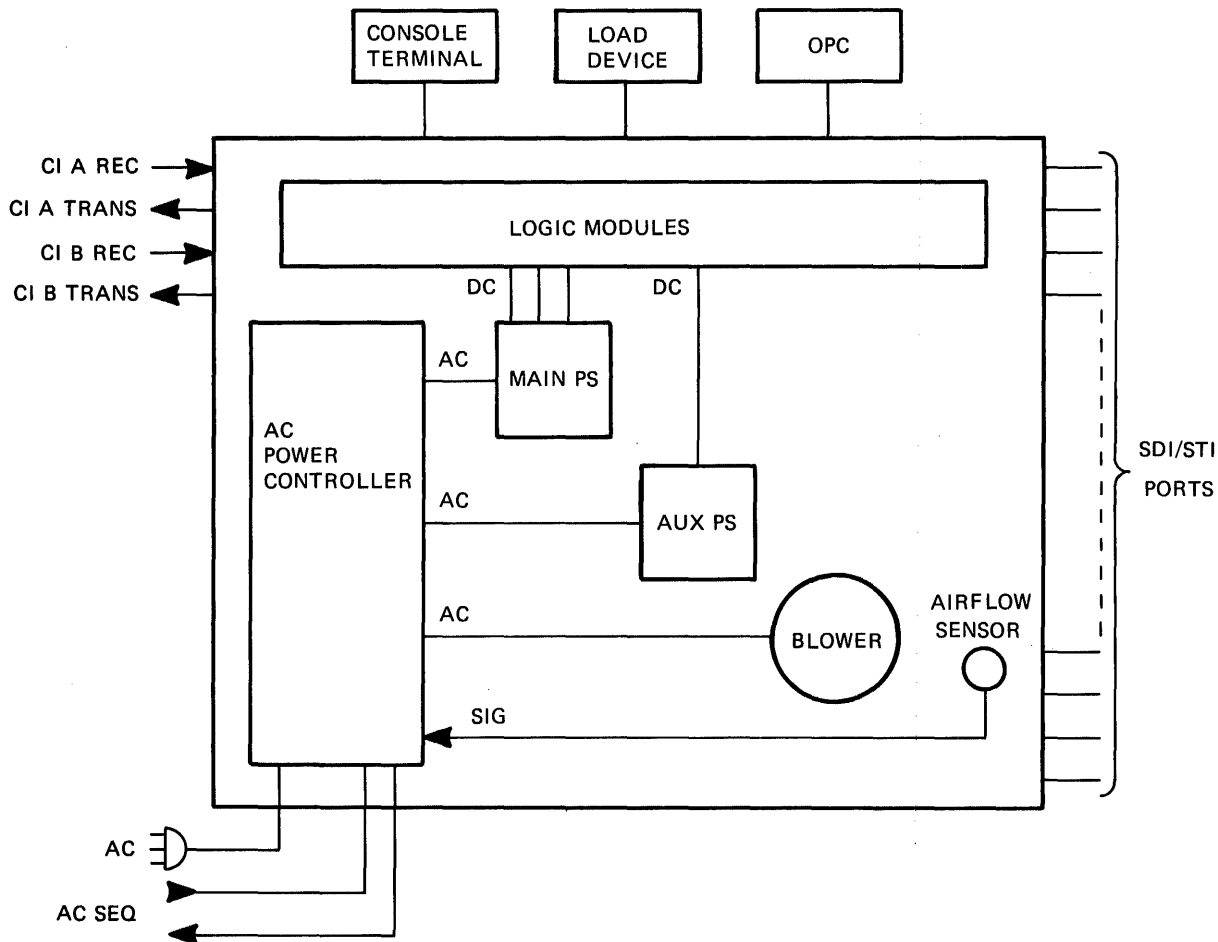 CONSOLE
TERMINAL
LOAD
DEVICE
OPC
CI A REC
CI A TRANS
CI B REC
CI B TRANS
LOGIC MODULES
DC
DC
AC
MAIN PS
AC
POWER
CONTROLLER
SDI/STI
PORTS
AC
AUX PS
AC
BLOWER
AIRFLOW
SENSOR
SIG
AC
AC SEQ